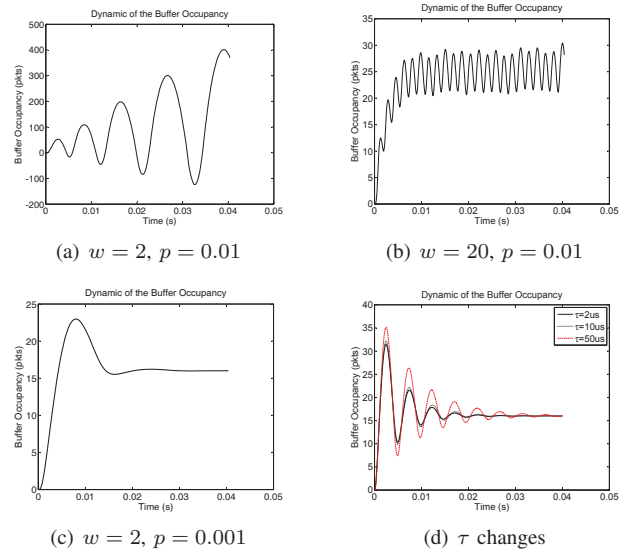 Dynamic of the Buffer Occupancy
Buffer Occupancy (pkts)
500
400
300
200
100
0
-100
-200
0
0.01
0.02
0.03
0.04
0.05
Time (s)
(a) w = 2, p = 0.01
Dynamic of the Buffer Occupancy
Buffer Occupancy (pkts)
35
30
25
20
15
10
5
0
0
0.01
0.02
0.03
0.04
0.05
Time (s)
(b) w = 20, p = 0.01
Dynamic of the Buffer Occupancy
Buffer Occupancy (pkts)
25
20
15
10
5
0
0
0.01
0.02
0.03
0.04
0.05
Time (s)
(c) w = 2, p = 0.001
Dynamic of the Buffer Occupancy
Buffer Occupancy (pkts)
40
35
30
25
20
15
10
5
0
0
0.01
0.02
0.03
0.04
0.05
Time (s)
τ=2us
τ=10us
τ=50us
(d) τ changes